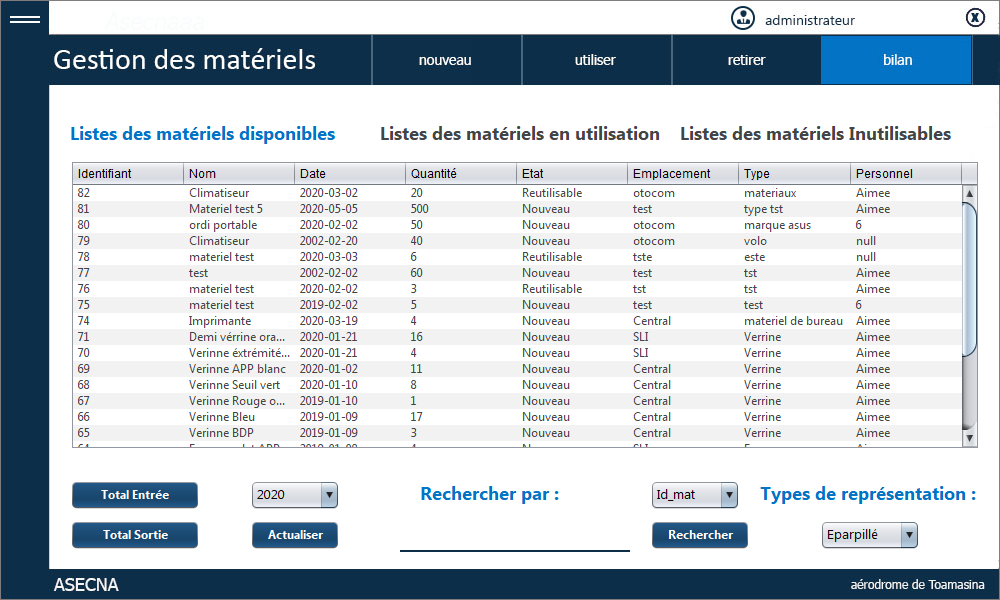 Asecnaaa
administrateur
Gestion des matériels nouveau utiliser retirer bilan
Listes des matériels disponibles Listes des matériels en utilisation Listes des matériels Inutilisables
Identifiant Nom Date Quantité Etat Emplacement Type Personnel
82 Climatiseur 2020-03-02 20 Reutilisable otocom materiaux Aimee
81 Materiel test 5 2020-05-05 500 Nouveau test type tst Aimee
80 ordi portable 2020-02-02 50 Nouveau otocom marque asus 6
79 Climatiseur 2002-02-20 40 Nouveau otocom volo null
78 materiel test 2020-03-03 6 Reutilisable tste este null
77 test 2002-02-02 60 Nouveau test tst Aimee
76 materiel test 2020-02-02 3 Reutilisable tst tst Aimee
75 materiel test 2019-02-02 5 Nouveau test test 6
74 Imprimante 2020-03-19 4 Nouveau Central materiel de bureau Aimee
71 Demi vérrine ora... 2020-01-21 16 Nouveau SLI Verrine Aimee
70 Verinne éxtrémité... 2020-01-21 4 Nouveau SLI Verrine Aimee
69 Verinne APP blanc 2020-01-02 11 Nouveau Central Verrine Aimee
68 Verinne Seuil vert 2020-01-10 8 Nouveau Central Verrine Aimee
67 Verinne Rouge o... 2019-01-10 1 Nouveau Central Verrine Aimee
66 Verinne Bleu 2019-01-09 17 Nouveau Central Verrine Aimee
65 Verinne BDP 2019-01-09 3 Nouveau Central Verrine Aimee
Total Entrée 2020 Rechercher par : Id_mat Types de représentation :
Total Sortie Actualiser Rechercher Eparpillé
ASECNA aérodrome de Toamasina